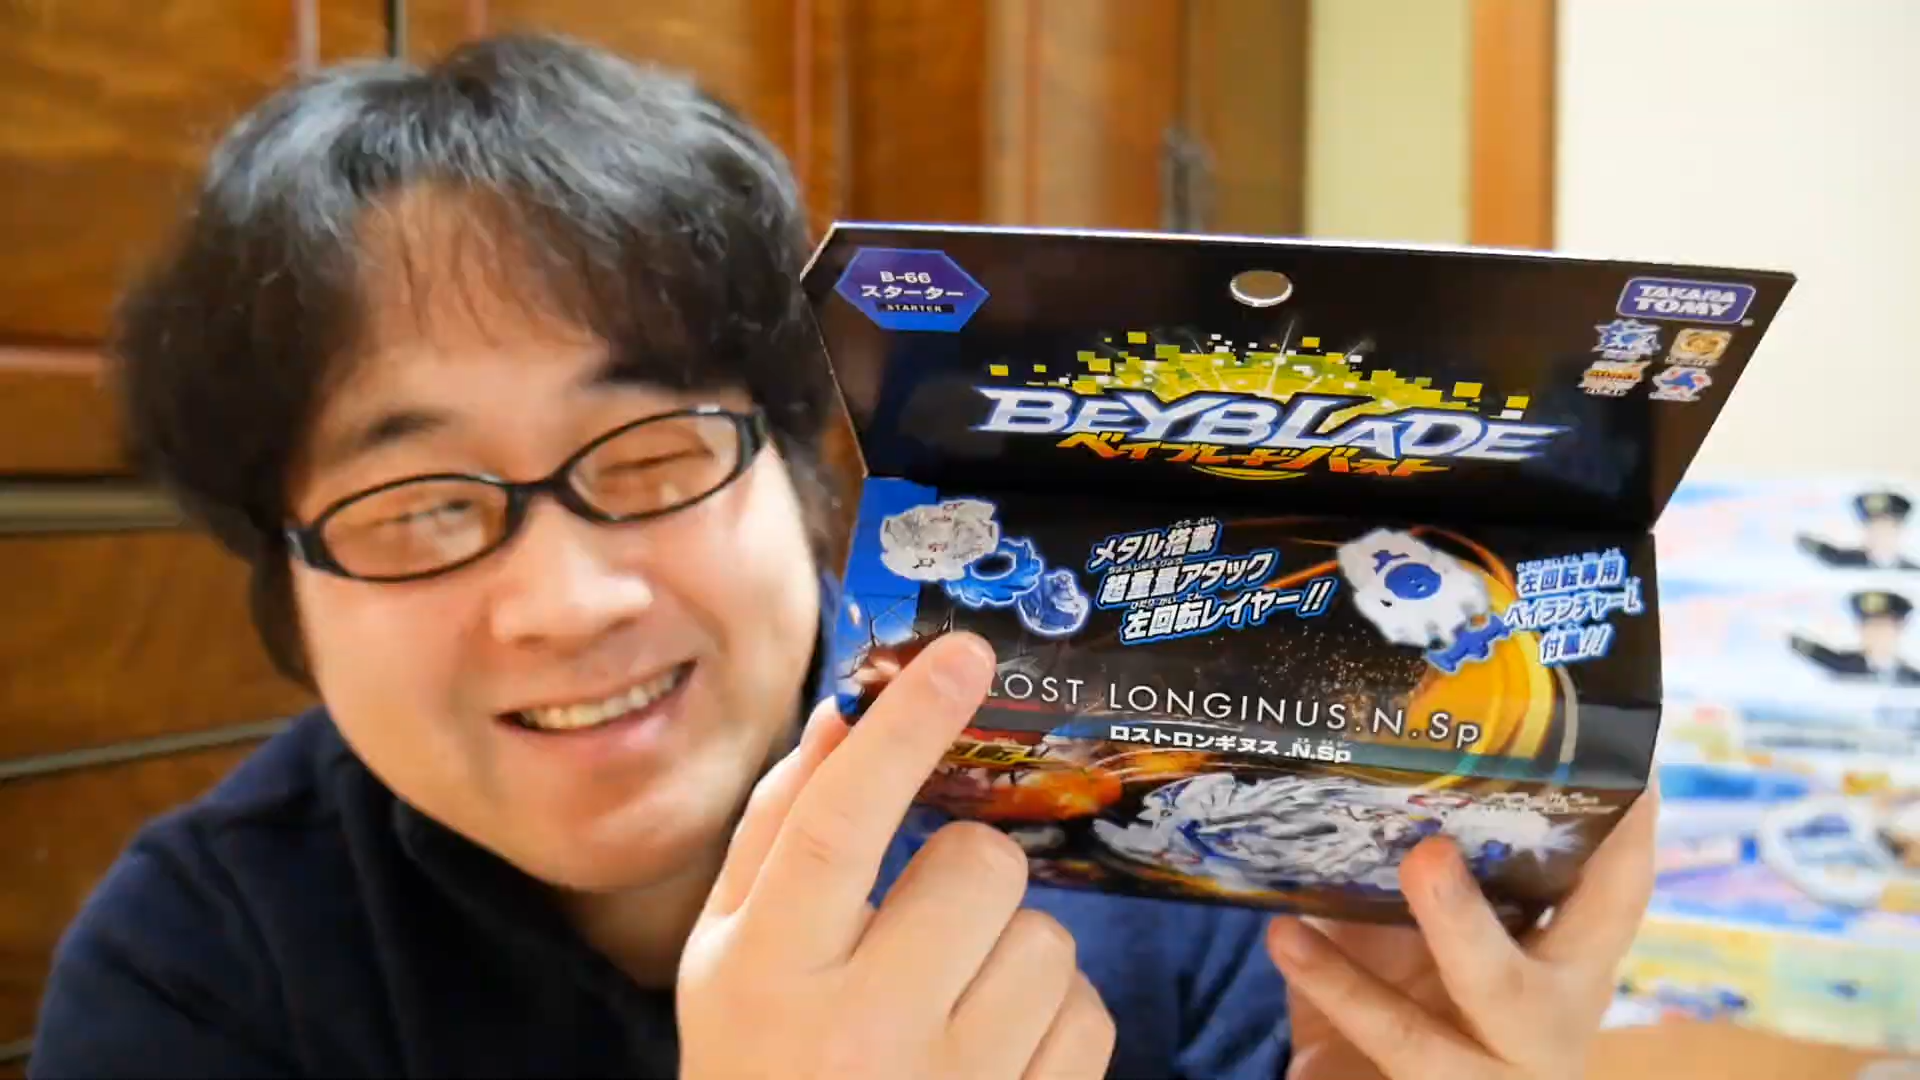 B-66
スターター
STARTER
TAKARA
TOMY
BEYBLADE
ベイブレードバースト
メタル搭載
超重量アタック
左回転レイヤー!!
左回転専用
ベイランチャーL
付属!!
LOST LONGINUS.N.Sp
ロストロンギヌス.N.Sp